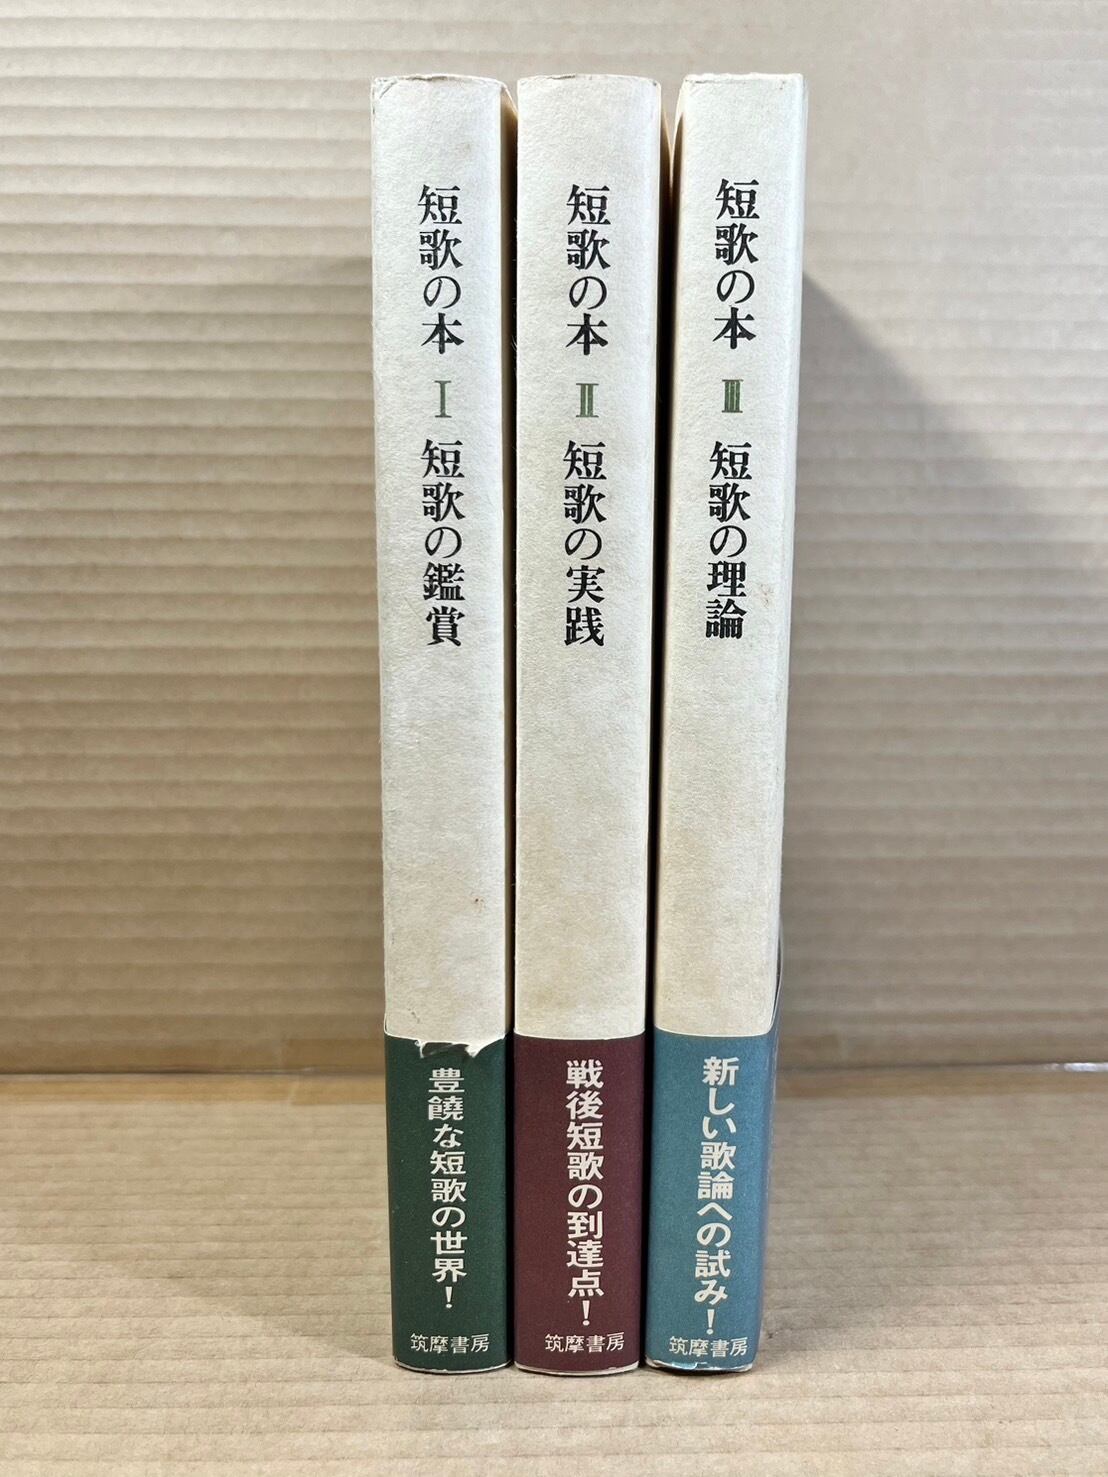 短歌の本 Ⅰ 短歌の鑑賞
豊饒な短歌の世界!
筑摩書房
短歌の本 Ⅱ 短歌の実践
戦後短歌の到達点!
筑摩書房
短歌の本 Ⅲ 短歌の理論
新しい歌論への試み!
筑摩書房